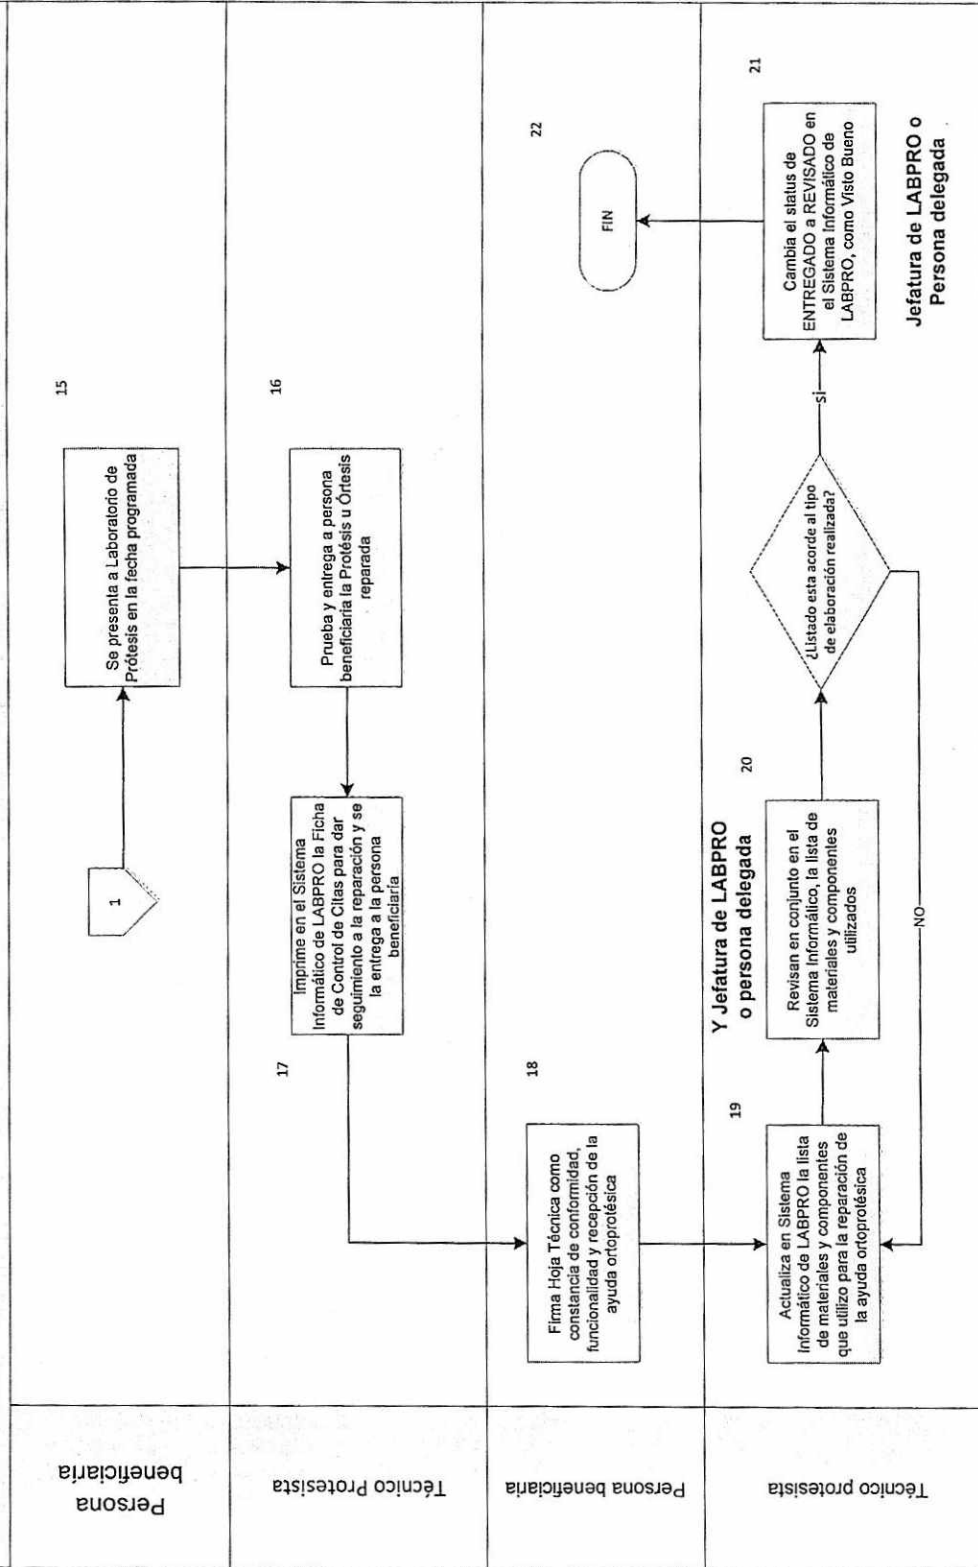 Persona
beneficiaría
1
Se presenta a Laboratorio de
Prótesis en la fecha programada
15
Técnico Protesista
Prueba y entrega a persona
beneficiaria la Protésis u Órtesis
reparada
16
Imprime en el Sistema
Informático de LABPRO la Ficha
de Control de Citas para dar
seguimiento a la reparación y se
la entrega a la persona
beneficiaría
17
Persona beneficiaria
Firma Hoja Técnica como
constancia de conformidad,
funcionalidad y recepción de la
ayuda ortoprotésica
18
FIN
22
Técnico protesista
Actualiza en Sistema
Informático de LABPRO la lista
de materiales y componentes
que utilizo para la reparación de
la ayuda ortoprotésica
19
Y Jefatura de LABPRO
o persona delegada
Revisan en conjunto en el
Sistema Informático, la lista de
materiales y componentes
utilizados
20
¿Listado esta acorde al tipo
de elaboración realizada?
si
NO
Cambia el status de
ENTREGADO a REVISADO en
el Sistema Informático de
LABPRO, como Visto Bueno
21
Jefatura de LABPRO o
Persona delegada